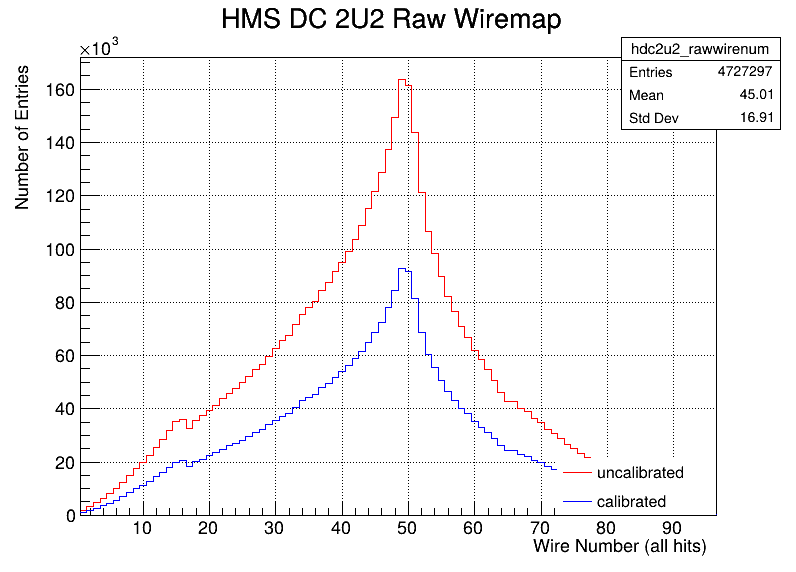 HMS DC 2U2 Raw Wiremap
×10³
hdc2u2_rawwirenum
Entries 4727297
Mean 45.01
Std Dev 16.91
Number of Entries
160
140
120
100
80
60
40
20
0
uncalibrated
calibrated
10 20 30 40 50 60 70 80 90
Wire Number (all hits)